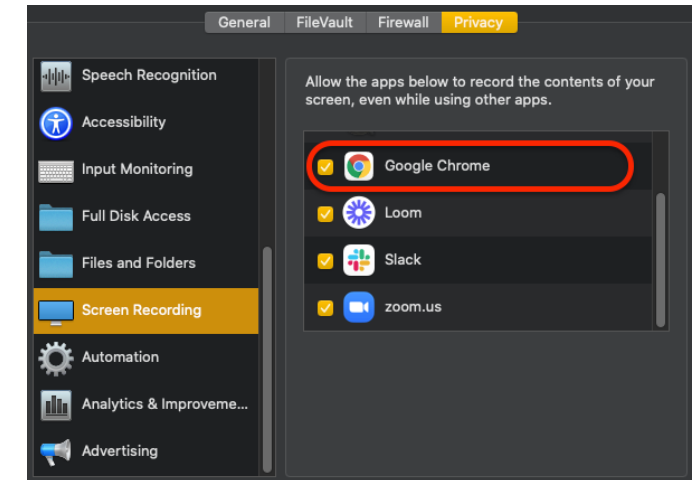 General FileVault Firewall Privacy
Speech Recognition
Accessibility
Input Monitoring
Full Disk Access
Files and Folders
Screen Recording
Automation
Analytics & Improveme...
Advertising
Allow the apps below to record the contents of your
screen, even while using other apps.
Google Chrome
Loom
Slack
zoom.us